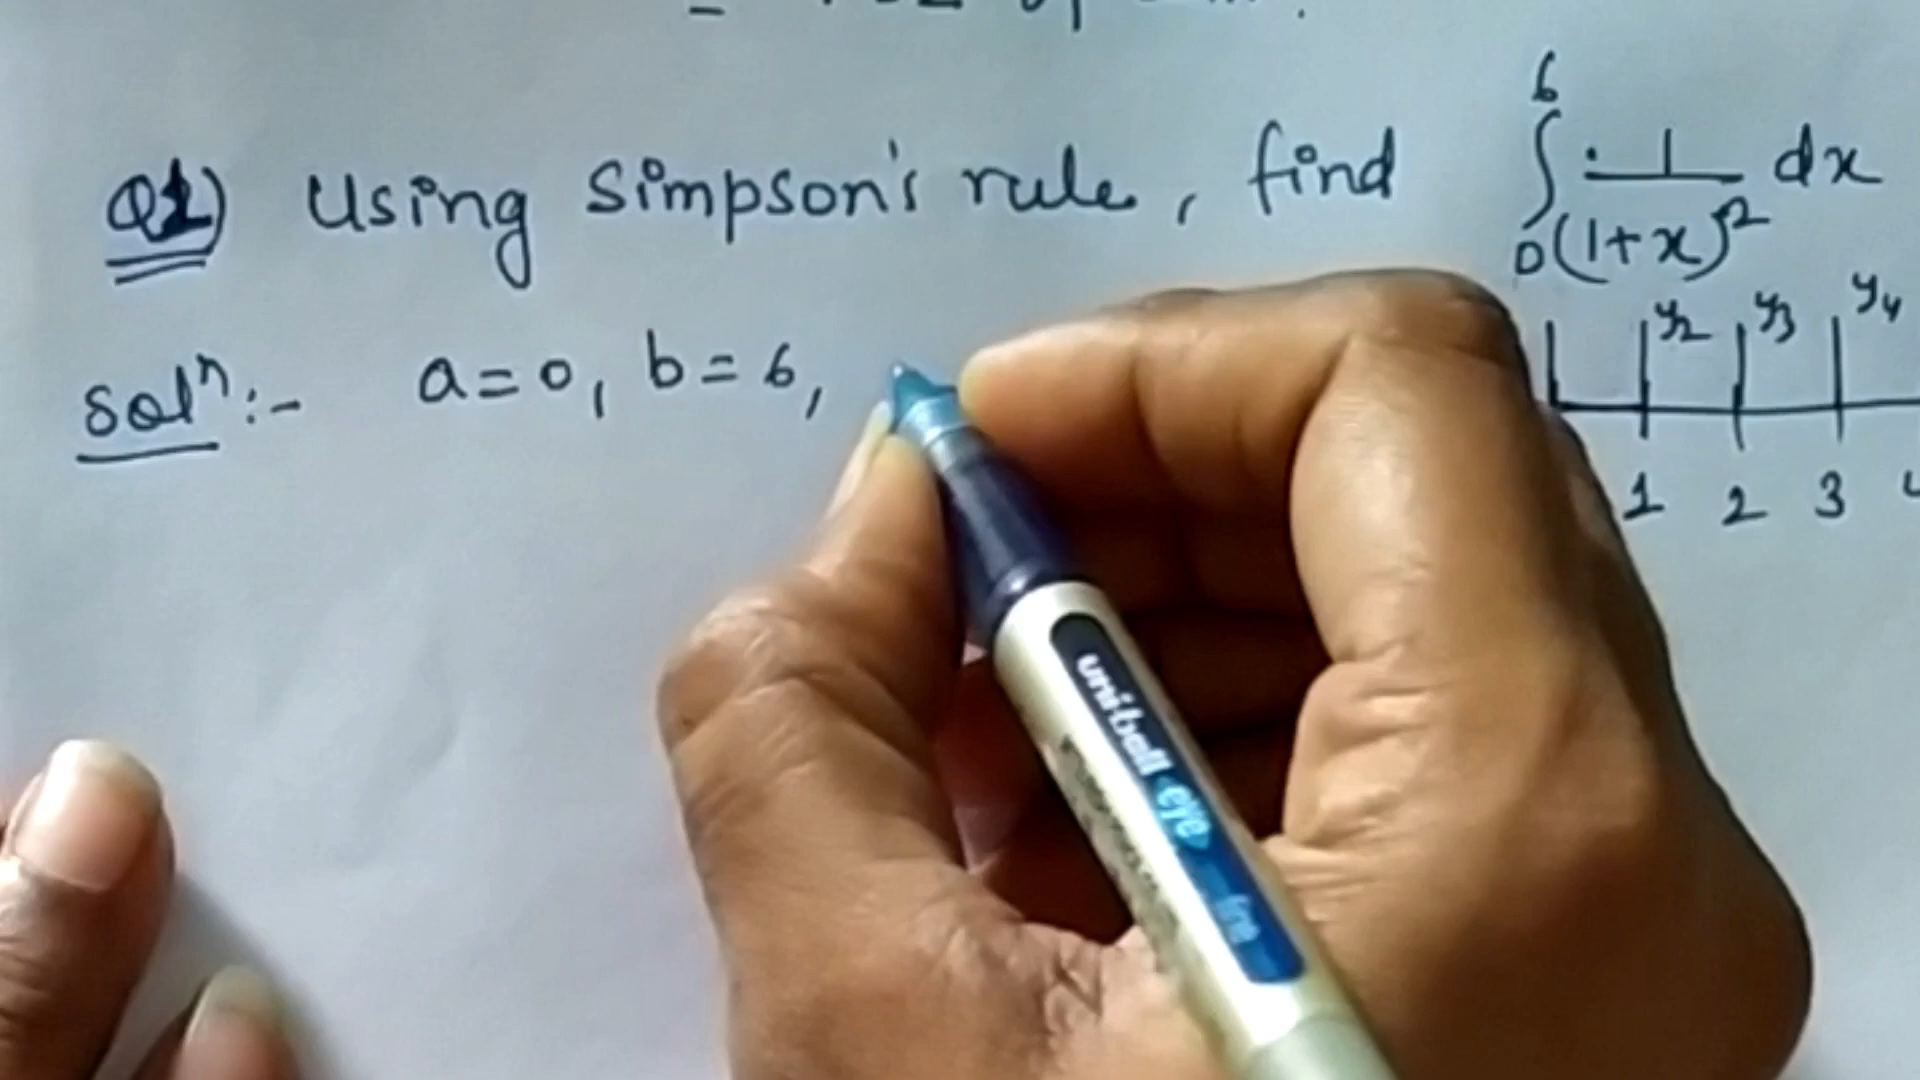 Q1) Using Simpson's rule, find ∫₀⁶ 1/(1+x)² dx
Solⁿ:- a=0, b=6,
y2 y3 y4
1 2 3
uniball eye fine